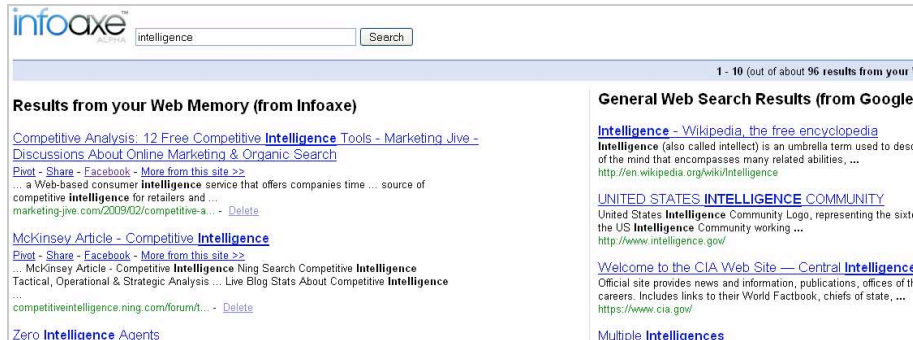 infoaxe™
ALPHA
intelligence
Search
1 - 10 (out of about 96 results from your
Results from your Web Memory (from Infoaxe)
Competitive Analysis: 12 Free Competitive Intelligence Tools - Marketing Jive -
Discussions About Online Marketing & Organic Search
Pivot - Share - Facebook - More from this site >>
... a Web-based consumer intelligence service that offers companies time ... source of
competitive intelligence for retailers and ...
marketing-jive.com/2009/02/competitive-a... - Delete
McKinsey Article - Competitive Intelligence
Pivot - Share - Facebook - More from this site >>
... McKinsey Article - Competitive Intelligence Ning Search Competitive Intelligence
Tactical, Operational & Strategic Analysis ... Live Blog Stats About Competitive Intelligence
...
competitiveintelligence.ning.com/forum/t... - Delete
Zero Intelligence Agents
General Web Search Results (from Google
Intelligence - Wikipedia, the free encyclopedia
Intelligence (also called intellect) is an umbrella term used to desc
of the mind that encompasses many related abilities, ...
http://en.wikipedia.org/wiki/Intelligence
UNITED STATES INTELLIGENCE COMMUNITY
United States Intelligence Community Logo, representing the sixte
the US Intelligence Community working ...
http://www.intelligence.gov/
Welcome to the CIA Web Site — Central Intelligence
Official site provides news and information, publications, offices of th
careers. Includes links to their World Factbook, chiefs of state, ...
https://www.cia.gov/
Multiple Intelligences